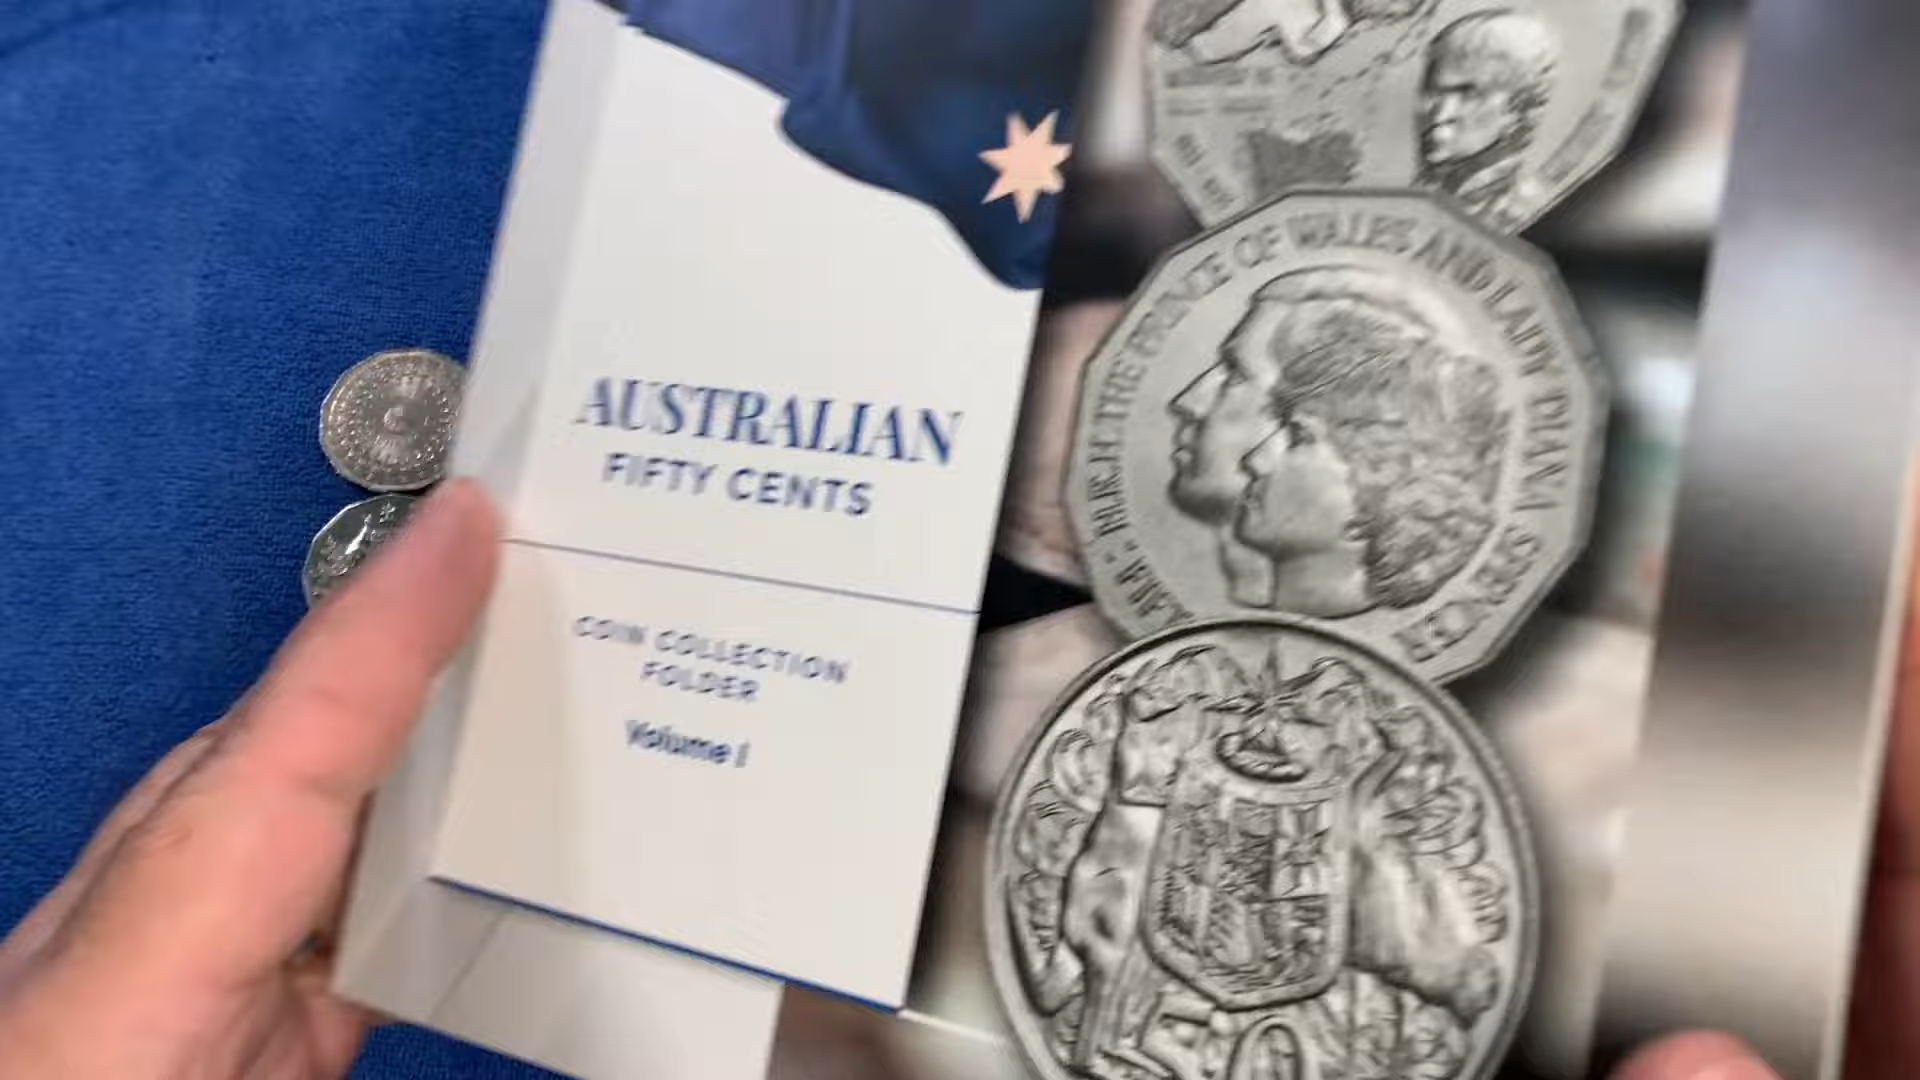 AUSTRALIAN
FIFTY CENTS
COIN COLLECTION
FOLDER
Volume I
THE PRINCE OF WALES AND LADY DIANA SPENCER